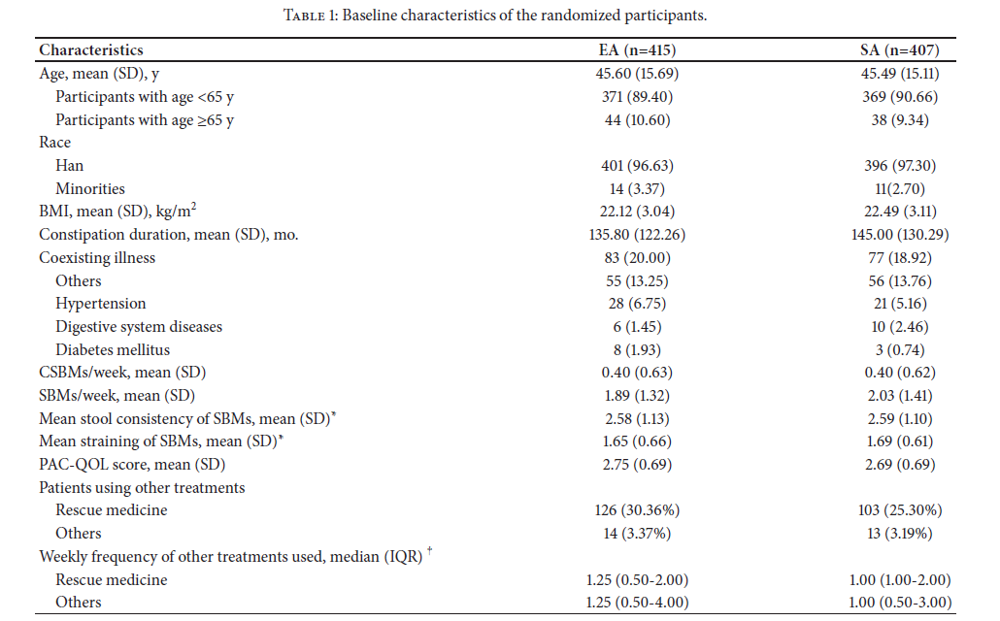 TABLE 1: Baseline characteristics of the randomized participants.
Characteristics EA (n=415) SA (n=407)
Age, mean (SD), y 45.60 (15.69) 45.49 (15.11)
Participants with age <65 y 371 (89.40) 369 (90.66)
Participants with age ≥65 y 44 (10.60) 38 (9.34)
Race
Han 401 (96.63) 396 (97.30)
Minorities 14 (3.37) 11(2.70)
BMI, mean (SD), kg/m² 22.12 (3.04) 22.49 (3.11)
Constipation duration, mean (SD), mo. 135.80 (122.26) 145.00 (130.29)
Coexisting illness 83 (20.00) 77 (18.92)
Others 55 (13.25) 56 (13.76)
Hypertension 28 (6.75) 21 (5.16)
Digestive system diseases 6 (1.45) 10 (2.46)
Diabetes mellitus 8 (1.93) 3 (0.74)
CSBMs/week, mean (SD) 0.40 (0.63) 0.40 (0.62)
SBMs/week, mean (SD) 1.89 (1.32) 2.03 (1.41)
Mean stool consistency of SBMs, mean (SD)* 2.58 (1.13) 2.59 (1.10)
Mean straining of SBMs, mean (SD)* 1.65 (0.66) 1.69 (0.61)
PAC-QOL score, mean (SD) 2.75 (0.69) 2.69 (0.69)
Patients using other treatments
Rescue medicine 126 (30.36%) 103 (25.30%)
Others 14 (3.37%) 13 (3.19%)
Weekly frequency of other treatments used, median (IQR) †
Rescue medicine 1.25 (0.50-2.00) 1.00 (1.00-2.00)
Others 1.25 (0.50-4.00) 1.00 (0.50-3.00)